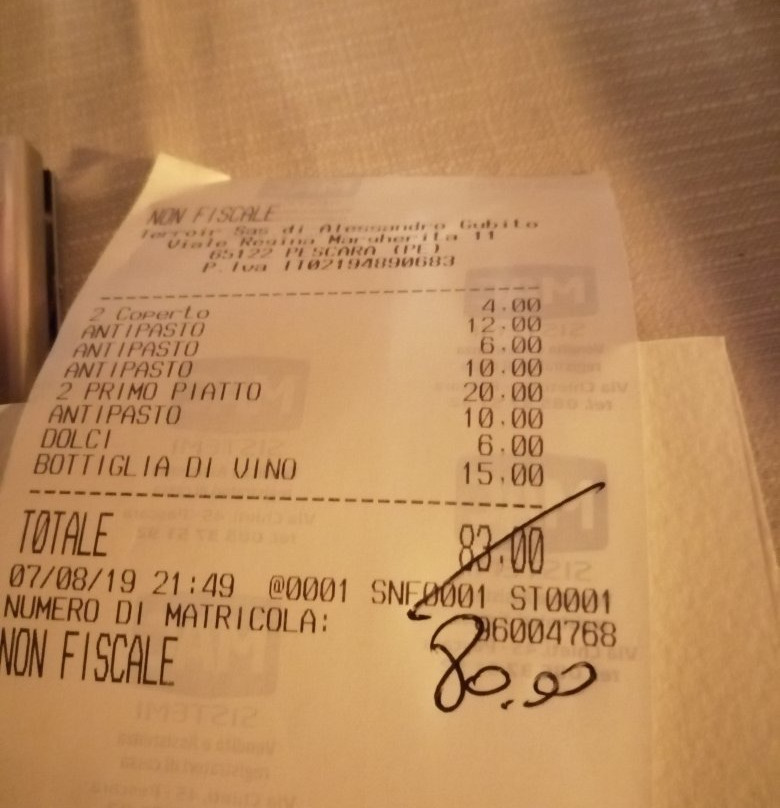 NON FISCALE
Terroir Sas di Alessandro Cubito
Viale Regina Margherita 11
65122 PESCARA (PE)
P.Iva IT02194890683
2 Coperto 4.00
ANTIPASTO 12.00
ANTIPASTO 6.00
ANTIPASTO 10.00
2 PRIMO PIATTO 20.00
ANTIPASTO 10.00
DOLCI 6.00
BOTTIGLIA DI VINO 15.00
TOTALE 83.00
07/08/19 21:49 @0001 SNF0001 ST0001
NUMERO DI MATRICOLA: 96004768
80,00
NON FISCALE